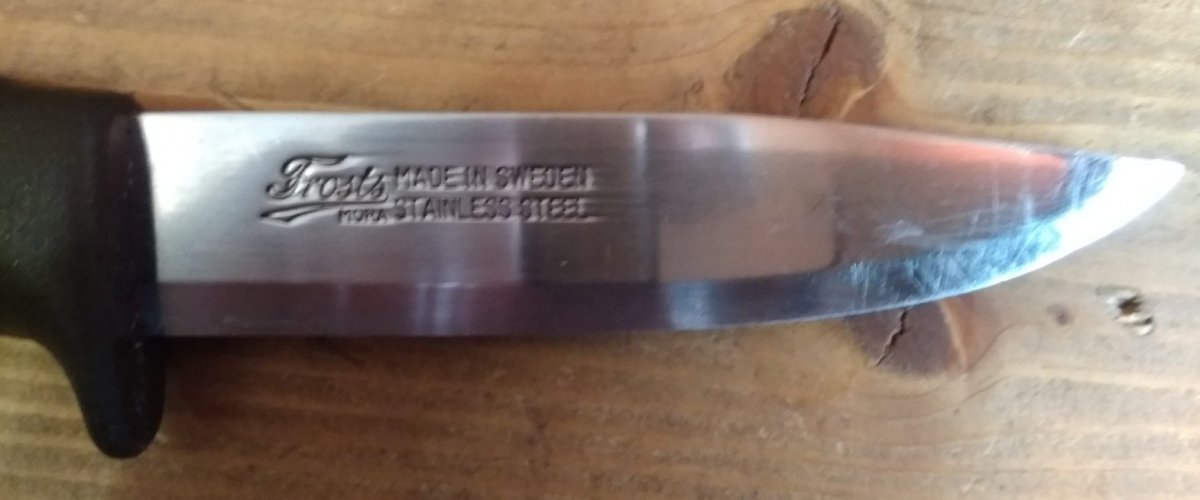 Frosts MADE IN SWEDEN
MORA STAINLESS STEEL